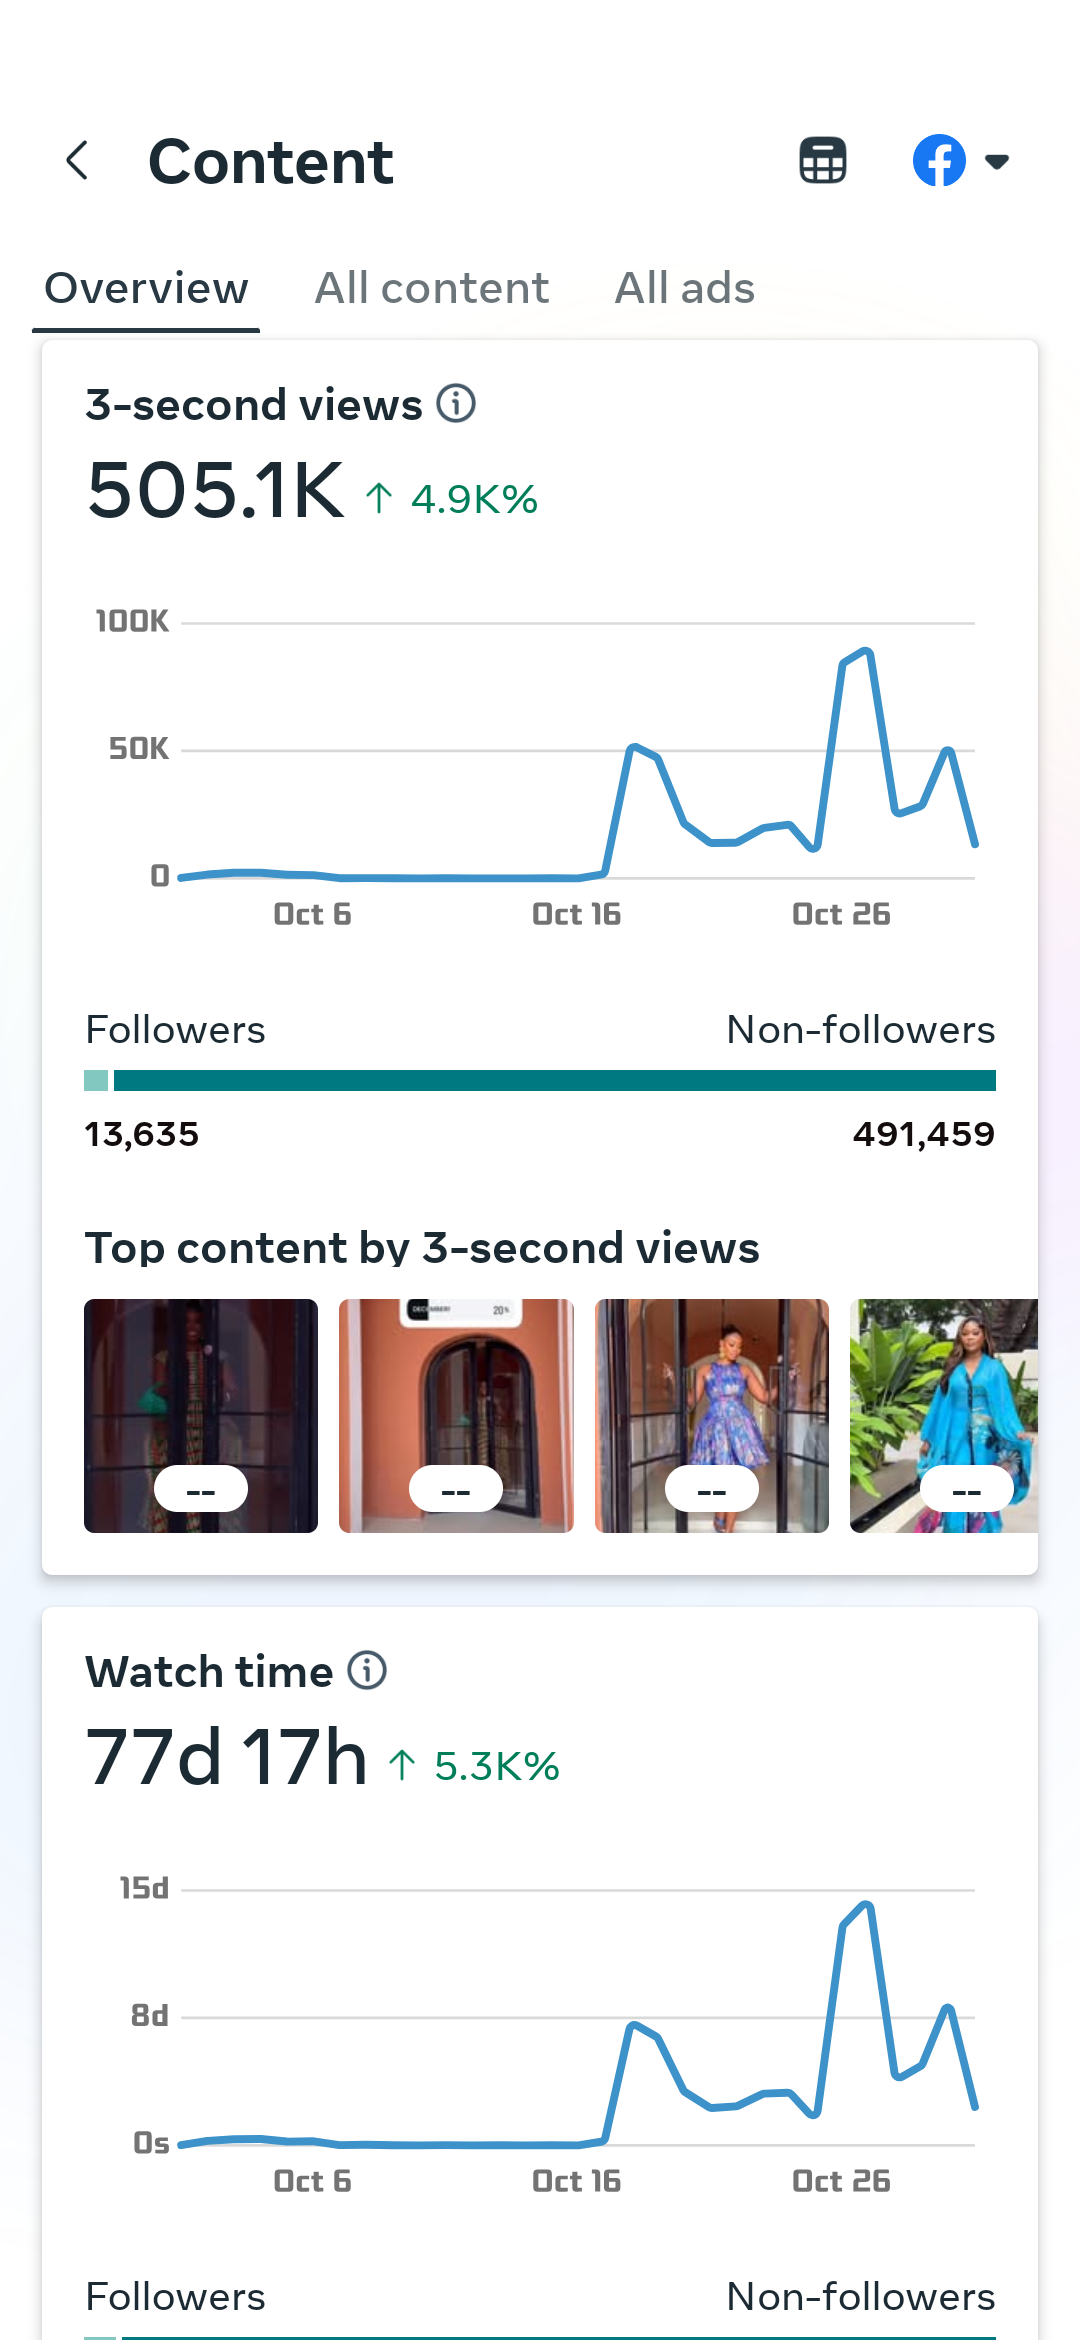 Content
Overview All content All ads
3-second views
505.1K ↑ 4.9K%
100K
50K
0
Oct 6 Oct 16 Oct 26
Followers Non-followers
13,635 491,459
Top content by 3-second views
20%
-- -- -- --
Watch time
77d 17h ↑ 5.3K%
15d
8d
0s
Oct 6 Oct 16 Oct 26
Followers Non-followers